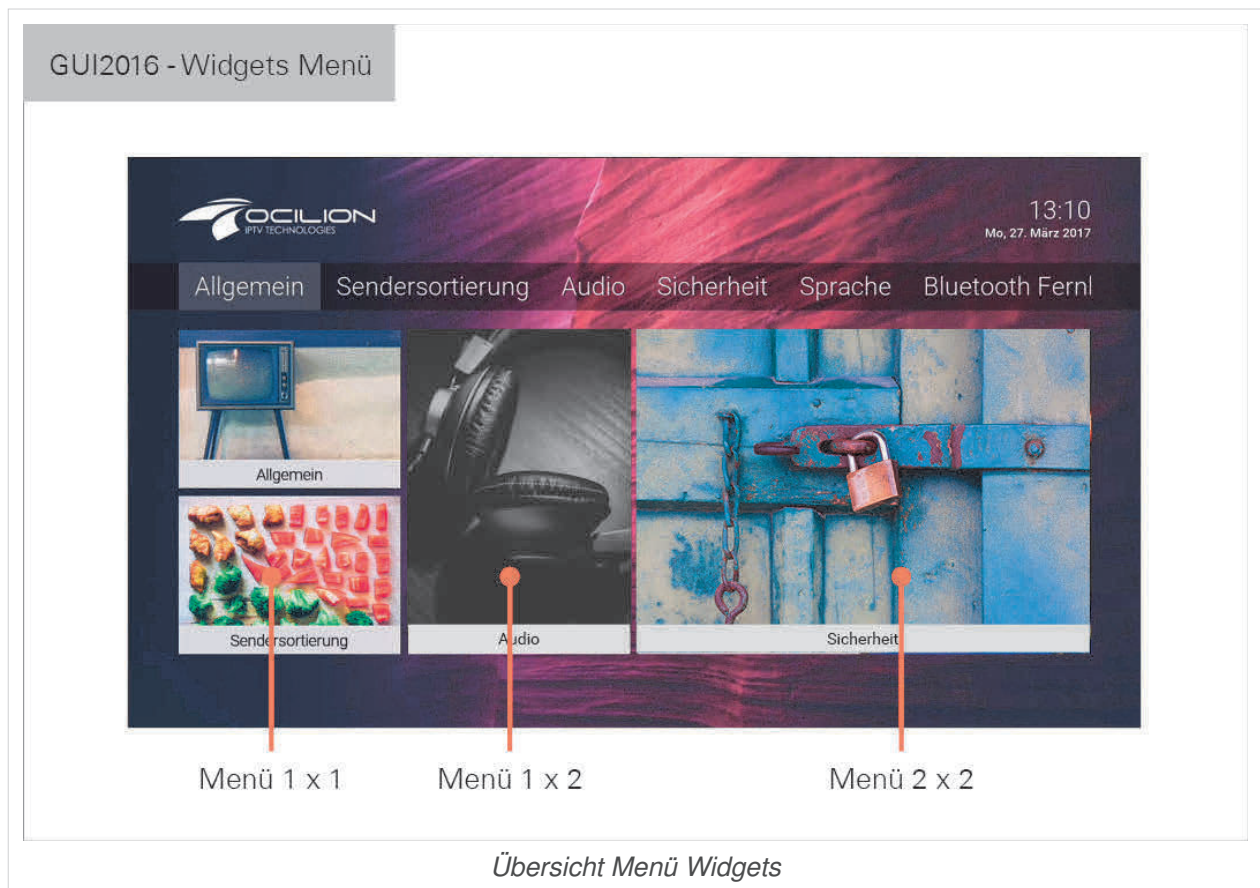 GUI2016 - Widgets Menü
OCILION
IPTV TECHNOLOGIES
13:10
Mo, 27. März 2017
Allgemein Sendersortierung Audio Sicherheit Sprache Bluetooth Fernl
Allgemein
Sendersortierung
Audio
Sicherheit
Menü 1 x 1
Menü 1 x 2
Menü 2 x 2
Übersicht Menü Widgets